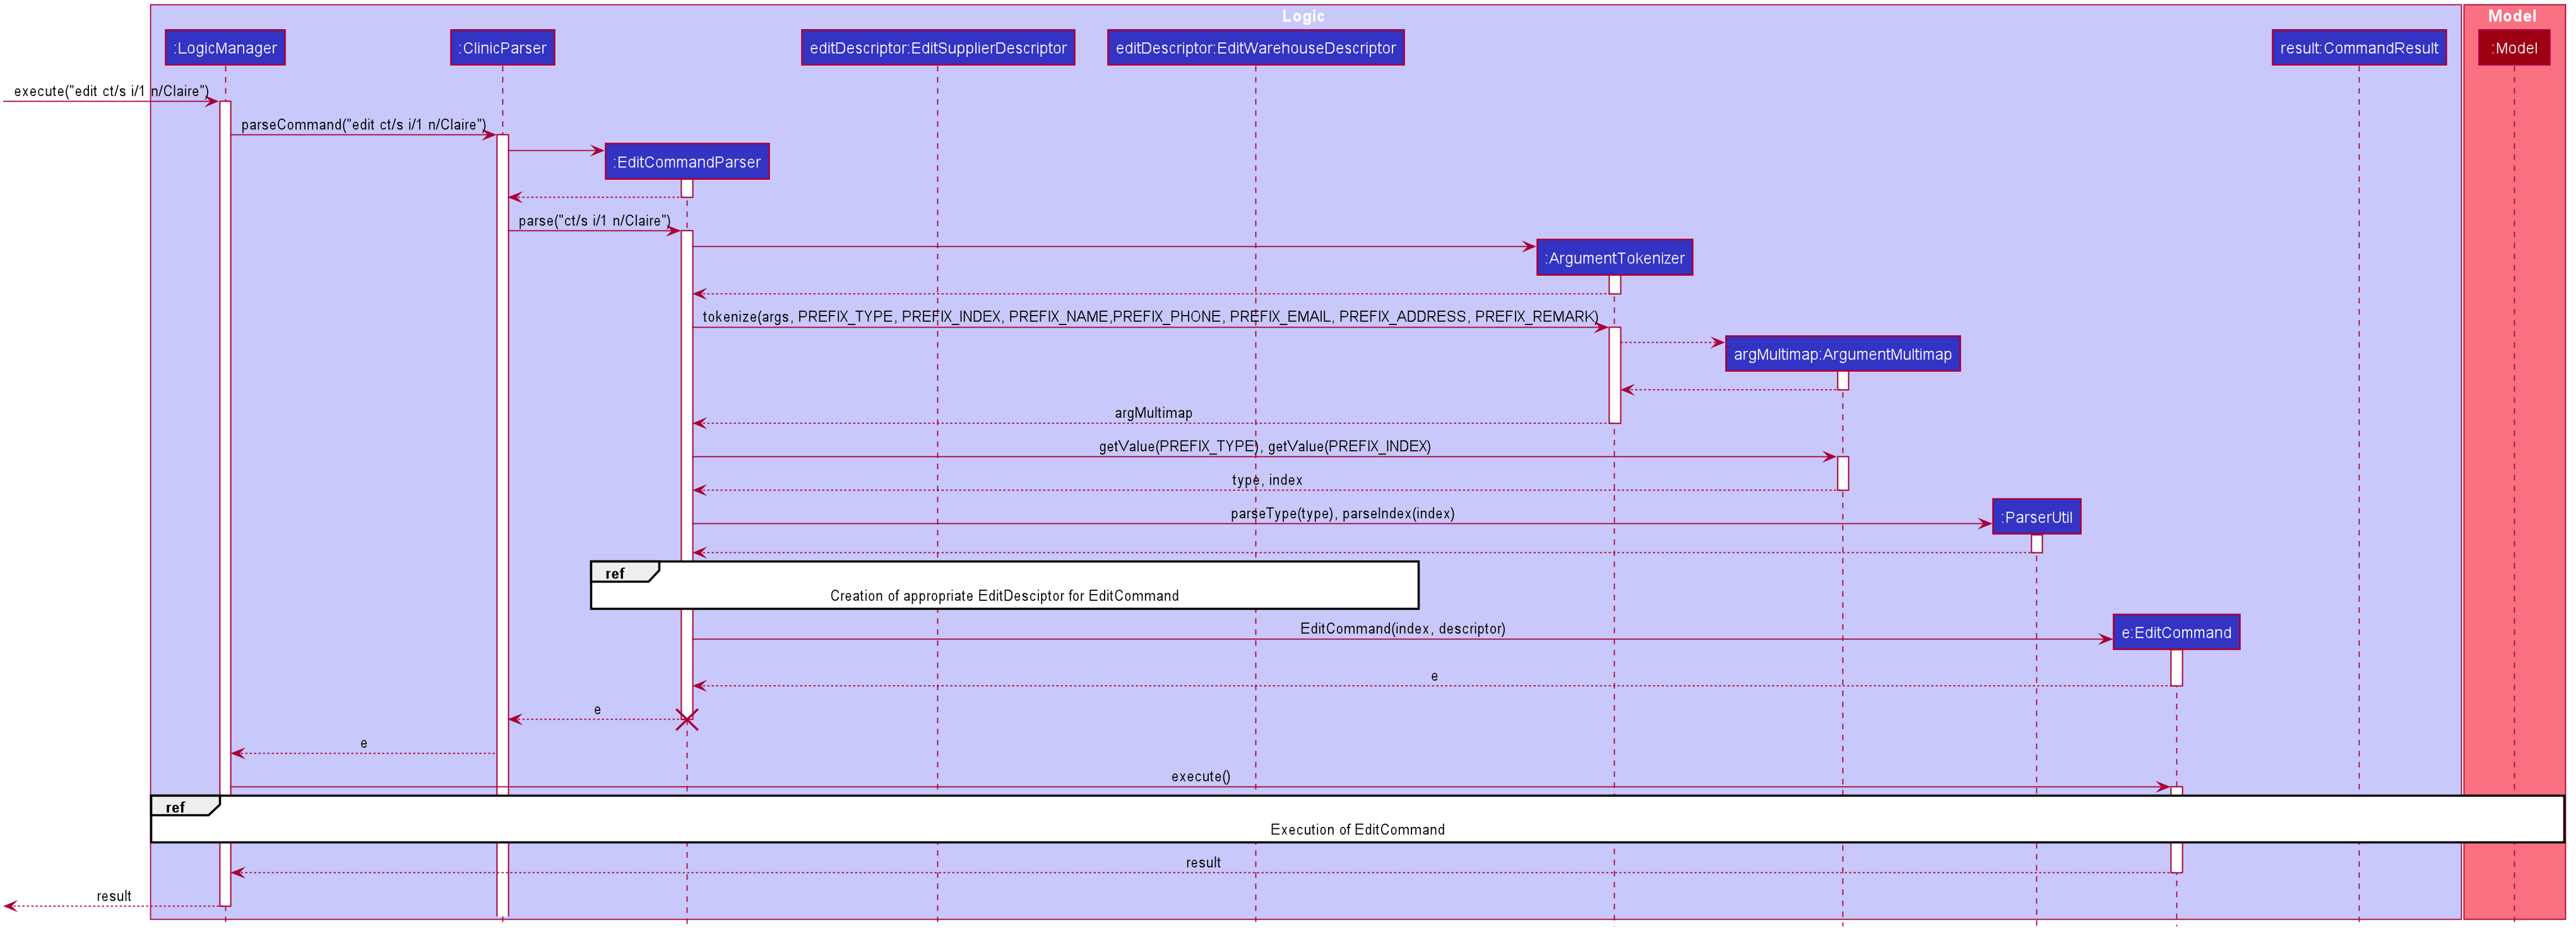 Logic
Model
:LogicManager
:ClinicParser
editDescriptor:EditSupplierDescriptor
editDescriptor:EditWarehouseDescriptor
result:CommandResult
:Model
execute("edit ct/s i/1 n/Claire")
parseCommand("edit ct/s i/1 n/Claire")
:EditCommandParser
parse("ct/s i/1 n/Claire")
:ArgumentTokenizer
tokenize(args, PREFIX_TYPE, PREFIX_INDEX, PREFIX_NAME,PREFIX_PHONE, PREFIX_EMAIL, PREFIX_ADDRESS, PREFIX_REMARK)
argMultimap:ArgumentMultimap
argMultimap
getValue(PREFIX_TYPE), getValue(PREFIX_INDEX)
type, index
parseType(type), parseIndex(index)
:ParserUtil
ref
Creation of appropriate EditDesciptor for EditCommand
EditCommand(index, descriptor)
e:EditCommand
e
e
e
execute()
ref
Execution of EditCommand
result
result